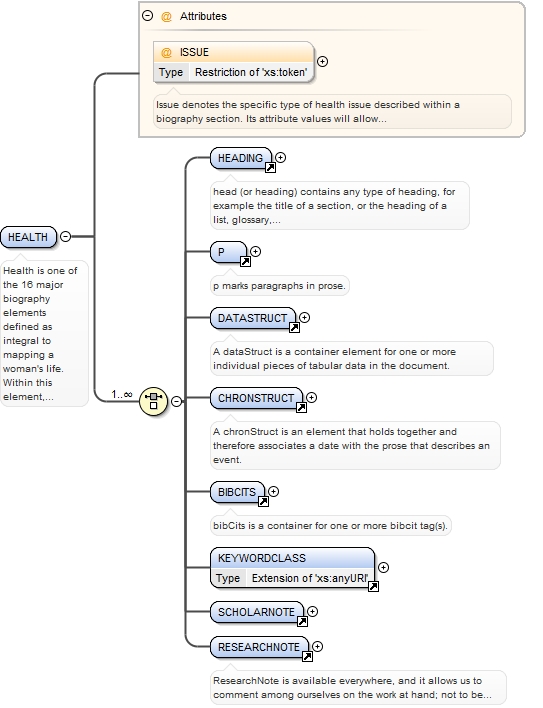 @ Attributes
@ ISSUE
Type Restriction of 'xs:token'
Issue denotes the specific type of health issue described within a
biography section. Its attribute values will allow...
HEALTH
Health is one of
the 16 major
biography
elements
defined as
integral to
mapping a
woman's life.
Within this
element,...
1..∞
HEADING
head (or heading) contains any type of heading, for
example the title of a section, or the heading of a
list, glossary,...
P
p marks paragraphs in prose.
DATASTRUCT
A dataStruct is a container element for one or more
individual pieces of tabular data in the document.
CHRONSTRUCT
A chronStruct is an element that holds together and
therefore associates a date with the prose that describes an
event.
BIBCITS
bibCits is a container for one or more bibcit tag(s).
KEYWORDCLASS
Type Extension of 'xs:anyURI'
SCHOLARNOTE
RESEARCHNOTE
ResearchNote is available everywhere, and it allows us to
comment among ourselves on the work at hand; not to be...